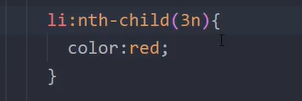 li:nth-child(3n){
color:red;
}